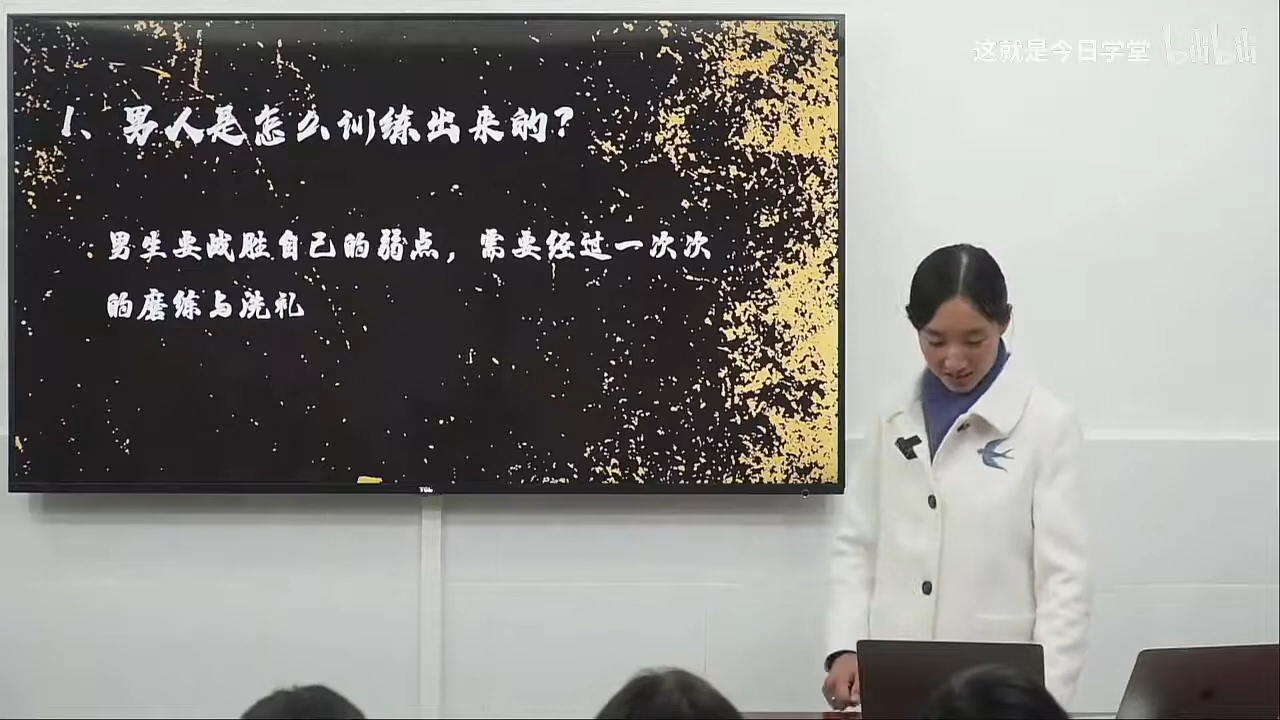 这就是今日学堂 bilibili
1、男人是怎么训练出来的?
男生要战胜自己的弱点，需要经过一次次
的磨练与洗礼
TCL